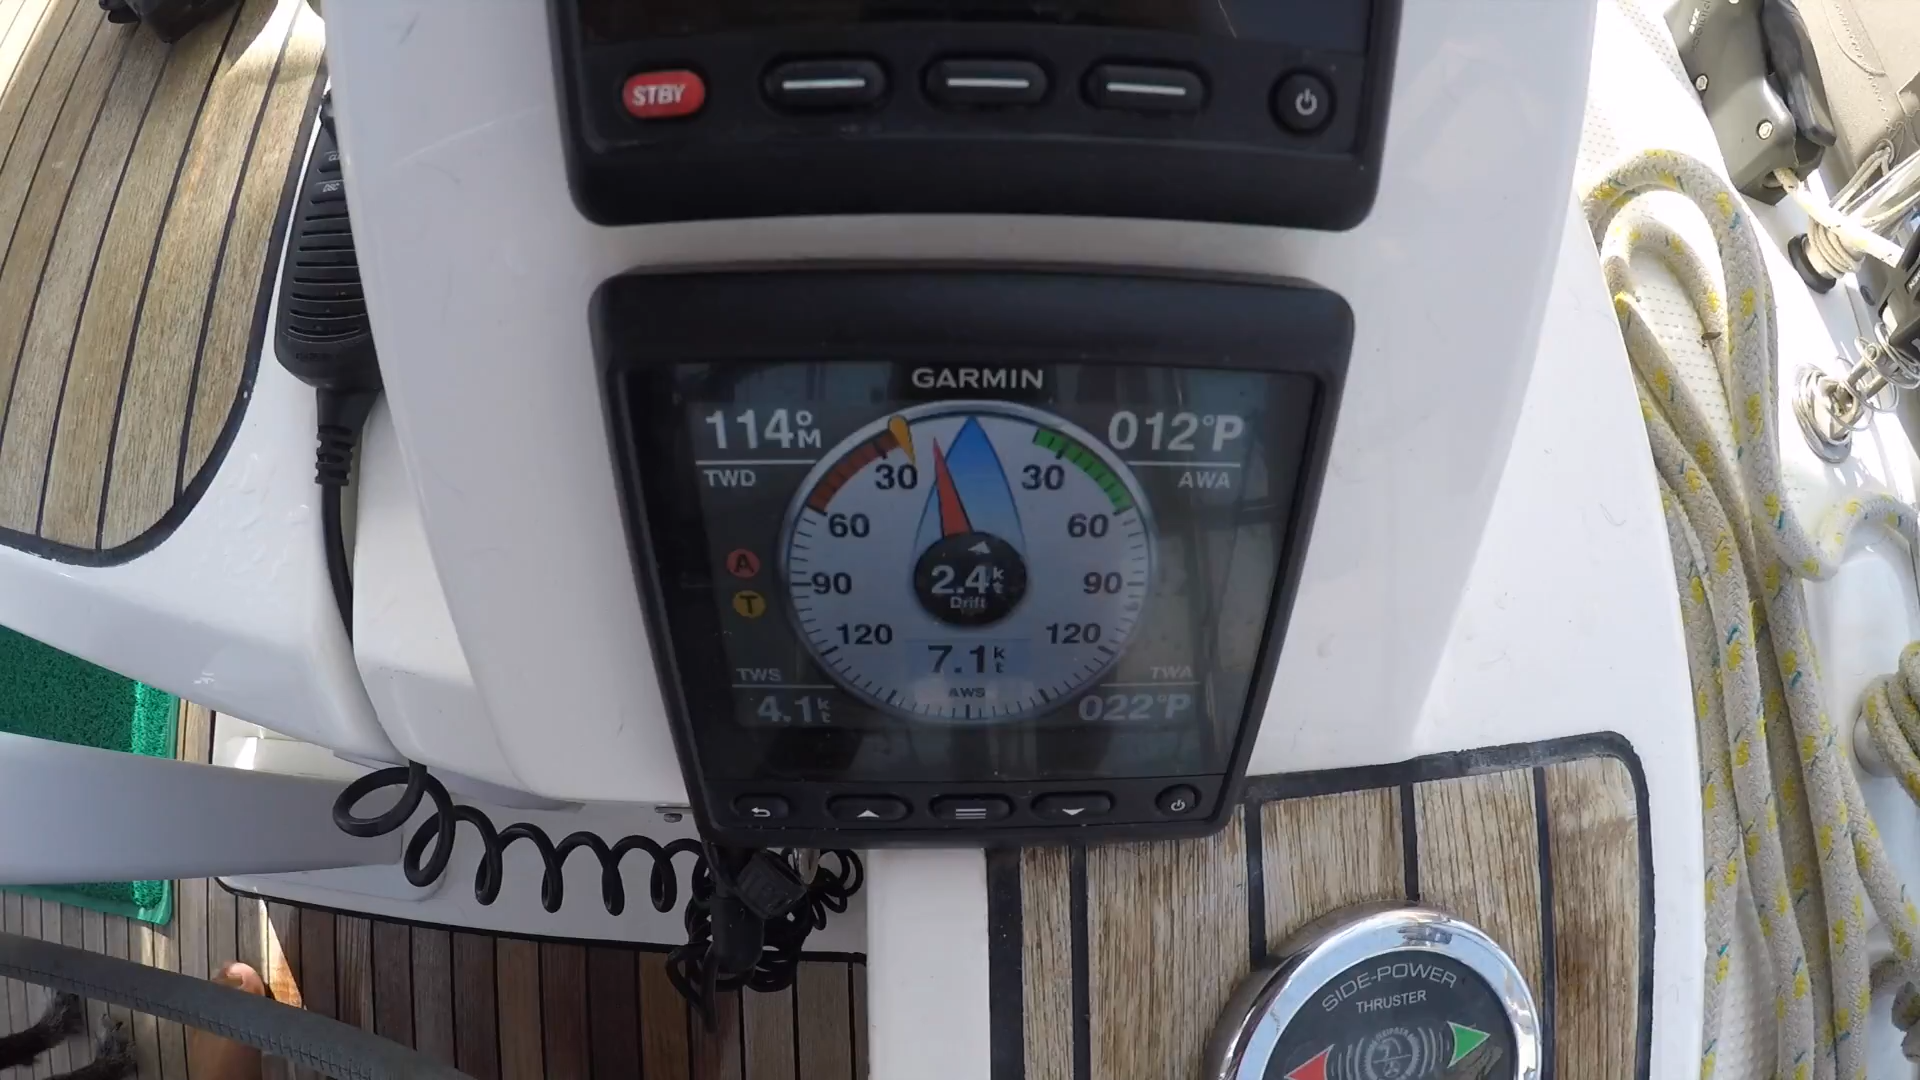 STBY
DSC
GARMIN
114°M
TWD
012°P
AWA
30
30
60
60
90
90
120
120
A
T
2.4kt
Drift
7.1kt
AWS
TWS
4.1kt
TWA
022°P
SIDE-POWER
THRUSTER